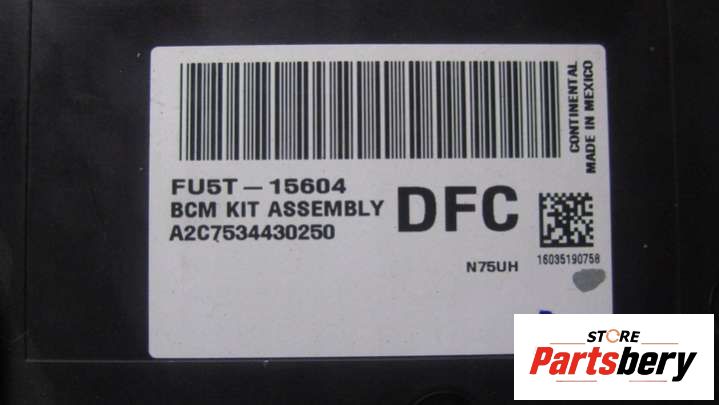 CONTINENTAL
MADE IN MEXICO
FU5T-15604
BCM KIT ASSEMBLY
A2C7534430250
DFC
N75UH
16035190758
STORE
Partsbery